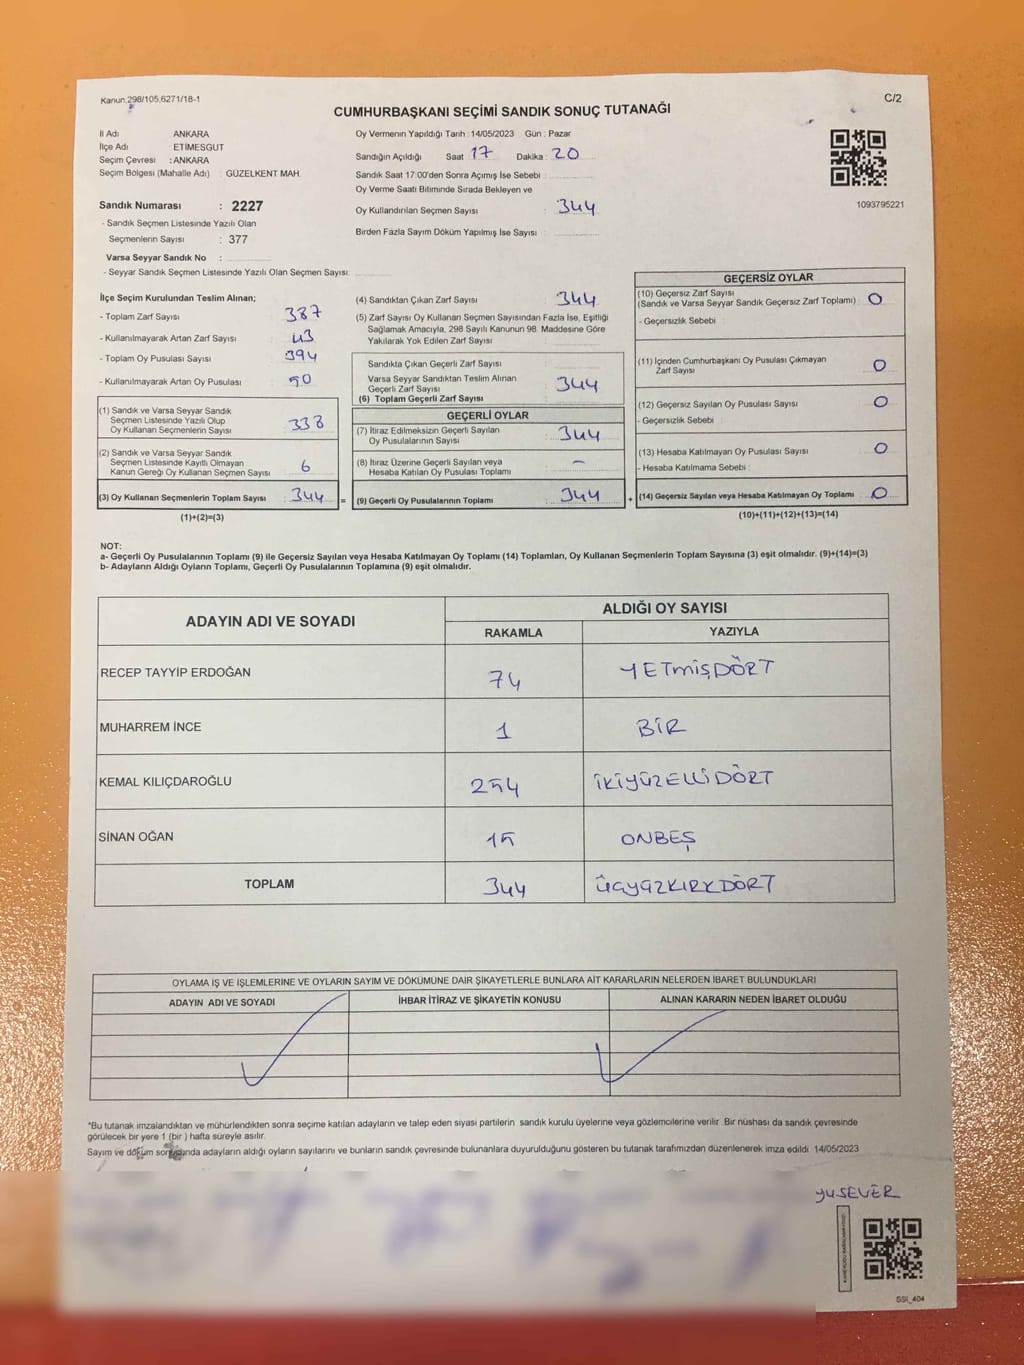 Kanun,298/105,6271/18-1
C/2
CUMHURBAŞKANI SEÇİMİ SANDIK SONUÇ TUTANAĞI
İl Adı ANKARA
İlçe Adı : ETİMESGUT
Seçim Çevresi : ANKARA
Seçim Bölgesi (Mahalle Adı) : GÜZELKENT MAH.
Sandık Numarası : 2227
- Sandık Seçmen Listesinde Yazılı Olan
Seçmenlerin Sayısı : 377
Varsa Seyyar Sandık No :
- Seyyar Sandık Seçmen Listesinde Yazılı Olan Seçmen Sayısı:
Oy Vermenin Yapıldığı Tarih : 14/05/2023 Gün : Pazar
Sandığın Açıldığı Saat 17 Dakika : 20
Sandık Saat 17:00'den Sonra Açımış İse Sebebi :
Oy Verme Saati Bitiminde Sırada Bekleyen ve
Oy Kullandırılan Seçmen Sayısı : 344
Birden Fazla Sayım Döküm Yapılmış İse Sayısı :
1093795221
İlçe Seçim Kurulundan Teslim Alınan;
- Toplam Zarf Sayısı : 387
- Kullanılmayarak Artan Zarf Sayısı : 43
- Toplam Oy Pusulası Sayısı : 394
- Kullanılmayarak Artan Oy Pusulası : 50
(1) Sandık ve Varsa Seyyar Sandık
Seçmen Listesinde Yazılı Olup
Oy Kullanan Seçmenlerin Sayısı : 338
(2) Sandık ve Varsa Seyyar Sandık
Seçmen Listesinde Kayıtlı Olmayan
Kanun Gereği Oy Kullanan Seçmen Sayısı : 6
(3) Oy Kullanan Seçmenlerin Toplam Sayısı : 344 =
(1)+(2)=(3)
(4) Sandıktan Çıkan Zarf Sayısı : 344
(5) Zarf Sayısı Oy Kullanan Seçmen Sayısından Fazla İse, Eşitliği
Sağlamak Amacıyla, 298 Sayılı Kanunun 98. Maddesine Göre
Yakılarak Yok Edilen Zarf Sayısı :
Sandıkta Çıkan Geçerli Zarf Sayısı :
Varsa Seyyar Sandıktan Teslim Alınan
Geçerli Zarf Sayısı : 344
(6) Toplam Geçerli Zarf Sayısı
GEÇERLİ OYLAR
(7) İtiraz Edilmeksizin Geçerli Sayılan
Oy Pusulalarının Sayısı : 344
(8) İtiraz Üzerine Geçerli Sayılan veya
Hesaba Katılan Oy Pusulası Toplamı : –
(9) Geçerli Oy Pusulalarının Toplamı : 344 +
GEÇERSİZ OYLAR
(10) Geçersiz Zarf Sayısı
(Sandık ve Varsa Seyyar Sandık Geçersiz Zarf Toplamı) : 0
- Geçersizlik Sebebi :
(11) İçinden Cumhurbaşkanı Oy Pusulası Çıkmayan
Zarf Sayısı : 0
(12) Geçersiz Sayılan Oy Pusulası Sayısı : 0
- Geçersizlik Sebebi :
(13) Hesaba Katılmayan Oy Pusulası Sayısı : 0
- Hesaba Katılmama Sebebi :
(14) Geçersiz Sayılan veya Hesaba Katılmayan Oy Toplamı : 0
(10)+(11)+(12)+(13)=(14)
NOT:
a- Geçerli Oy Pusulalarının Toplamı (9) ile Geçersiz Sayılan veya Hesaba Katılmayan Oy Toplamı (14) Toplamları, Oy Kullanan Seçmenlerin Toplam Sayısına (3) eşit olmalıdır. (9)+(14)=(3)
b- Adayların Aldığı Oyların Toplamı, Geçerli Oy Pusulalarının Toplamına (9) eşit olmalıdır.
ADAYIN ADI VE SOYADI ALDIĞI OY SAYISI
RAKAMLA YAZIYLA
RECEP TAYYİP ERDOĞAN 74 YETMİŞDÖRT
MUHARREM İNCE 1 BİR
KEMAL KILIÇDAROĞLU 254 İKİYÜZELLİDÖRT
SİNAN OĞAN 15 ONBEŞ
TOPLAM 344 ÜÇYÜZKIRKDÖRT
OYLAMA İŞ VE İŞLEMLERİNE VE OYLARIN SAYIM VE DÖKÜMÜNE DAİR ŞİKAYETLERLE BUNLARA AİT KARARLARIN NELERDEN İBARET BULUNDUKLARI
ADAYIN ADI VE SOYADI İHBAR İTİRAZ VE ŞİKAYETİN KONUSU ALINAN KARARIN NEDEN İBARET OLDUĞU
*Bu tutanak imzalandıktan ve mühürlendikten sonra seçime katılan adayların ve talep eden siyasi partilerin sandık kurulu üyelerine veya gözlemcilerine verilir. Bir nüshası da sandık çevresinde
görülecek bir yere 1 (bir ) hafta süreyle asılır.
Sayım ve döküm sonucunda adayların aldığı oyların sayılarını ve bunların sandık çevresinde bulunanlara duyurulduğunu gösteren bu tutanak tarafımızdan düzenlenerek imza edildi 14/05/2023
YUSEVER
SSI_404